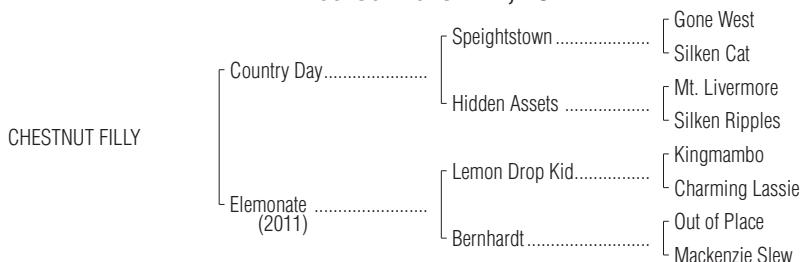 Gone West
Speightstown ....................
Silken Cat
Country Day......................
Mt. Livermore
Hidden Assets ..................
Silken Ripples
CHESTNUT FILLY
Kingmambo
Lemon Drop Kid................
Charming Lassie
Elemonate ........................
(2011)
Out of Place
Bernhardt..........................
Mackenzie Slew